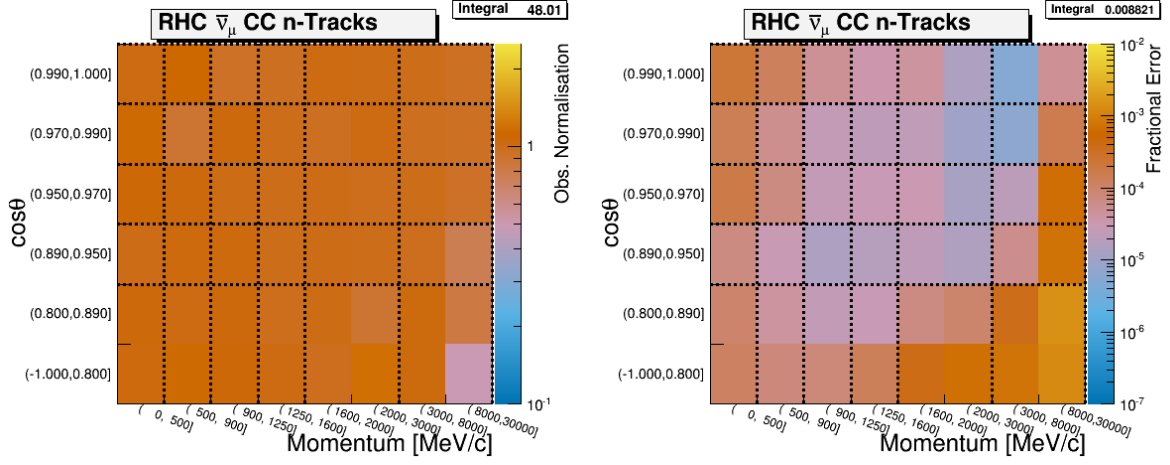 RHC ν̄μ CC n-Tracks
Integral 48.01
(0.990,1.000]
(0.970,0.990]
(0.950,0.970]
(0.890,0.950]
(0.800,0.890]
(-1.000,0.800]
cosθ
( 0, 500]
( 500, 900]
( 900, 1250]
( 1250, 1600]
( 1600, 2000]
( 2000, 3000]
( 3000, 8000]
( 8000,30000]
Momentum [MeV/c]
1
10⁻¹
Obs. Normalisation
RHC ν̄μ CC n-Tracks
Integral 0.008821
(0.990,1.000]
(0.970,0.990]
(0.950,0.970]
(0.890,0.950]
(0.800,0.890]
(-1.000,0.800]
cosθ
( 0, 500]
( 500, 900]
( 900, 1250]
( 1250, 1600]
( 1600, 2000]
( 2000, 3000]
( 3000, 8000]
( 8000,30000]
Momentum [MeV/c]
10⁻²
10⁻³
10⁻⁴
10⁻⁵
10⁻⁶
10⁻⁷
Fractional Error